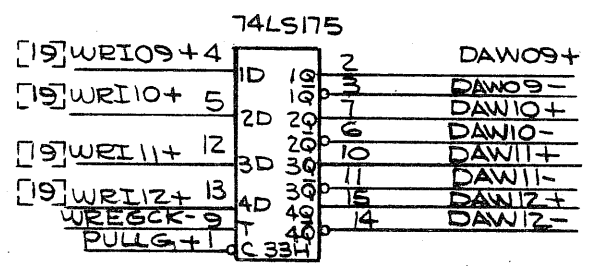 74LS175
[19] WRI09+ 4 1D 1Q 2 DAW09+
1Q 3 DAW09-
[19] WRI10+ 5 2D 2Q 7 DAW10+
2Q 6 DAW10-
[19] WRI11+ 12 3D 3Q 10 DAW11+
3Q 11 DAW11-
[19] WRI12+ 13 4D 4Q 15 DAW12+
WREGCK- 9 T 4Q 14 DAW12-
PULLG+ 1 C 33H